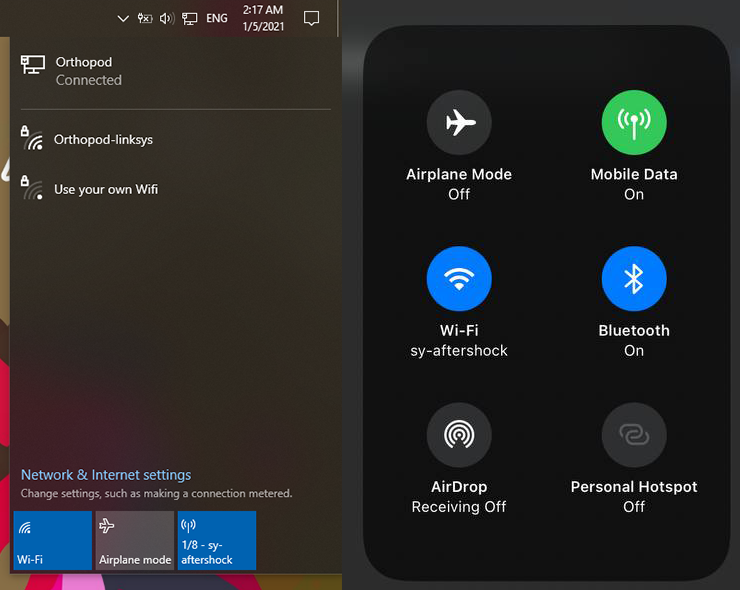 ENG
2:17 AM
1/5/2021
Orthopod
Connected
Orthopod-linksys
Use your own Wifi
Network & Internet settings
Change settings, such as making a connection metered.
Wi-Fi
Airplane mode
1/8 - sy-
aftershock
Airplane Mode
Off
Mobile Data
On
Wi-Fi
sy-aftershock
Bluetooth
On
AirDrop
Receiving Off
Personal Hotspot
Off